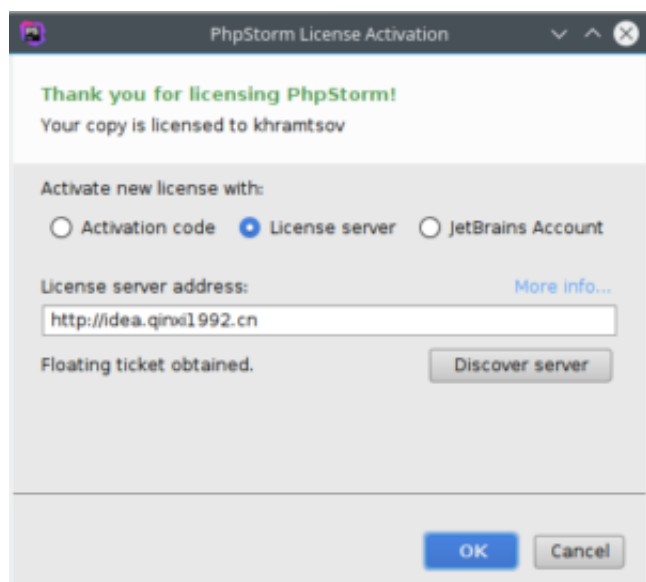 PhpStorm License Activation
Thank you for licensing PhpStorm!
Your copy is licensed to khramtsov
Activate new license with:
Activation code License server JetBrains Account
License server address: More info...
http://idea.qinxi1992.cn
Floating ticket obtained. Discover server
OK Cancel